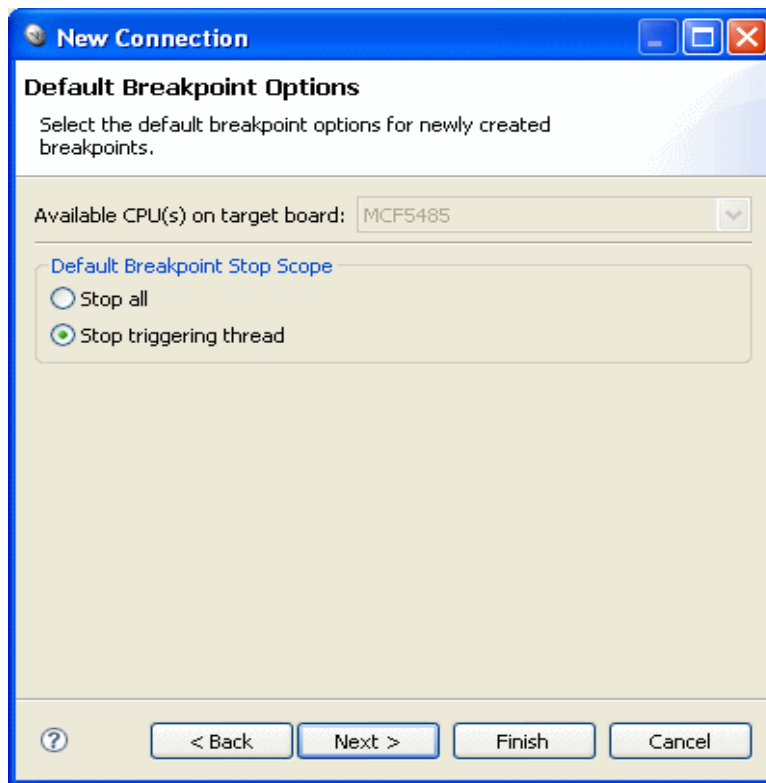 New Connection
Default Breakpoint Options
Select the default breakpoint options for newly created
breakpoints.
Available CPU(s) on target board: MCF5485
Default Breakpoint Stop Scope
Stop all
Stop triggering thread
?
< Back
Next >
Finish
Cancel